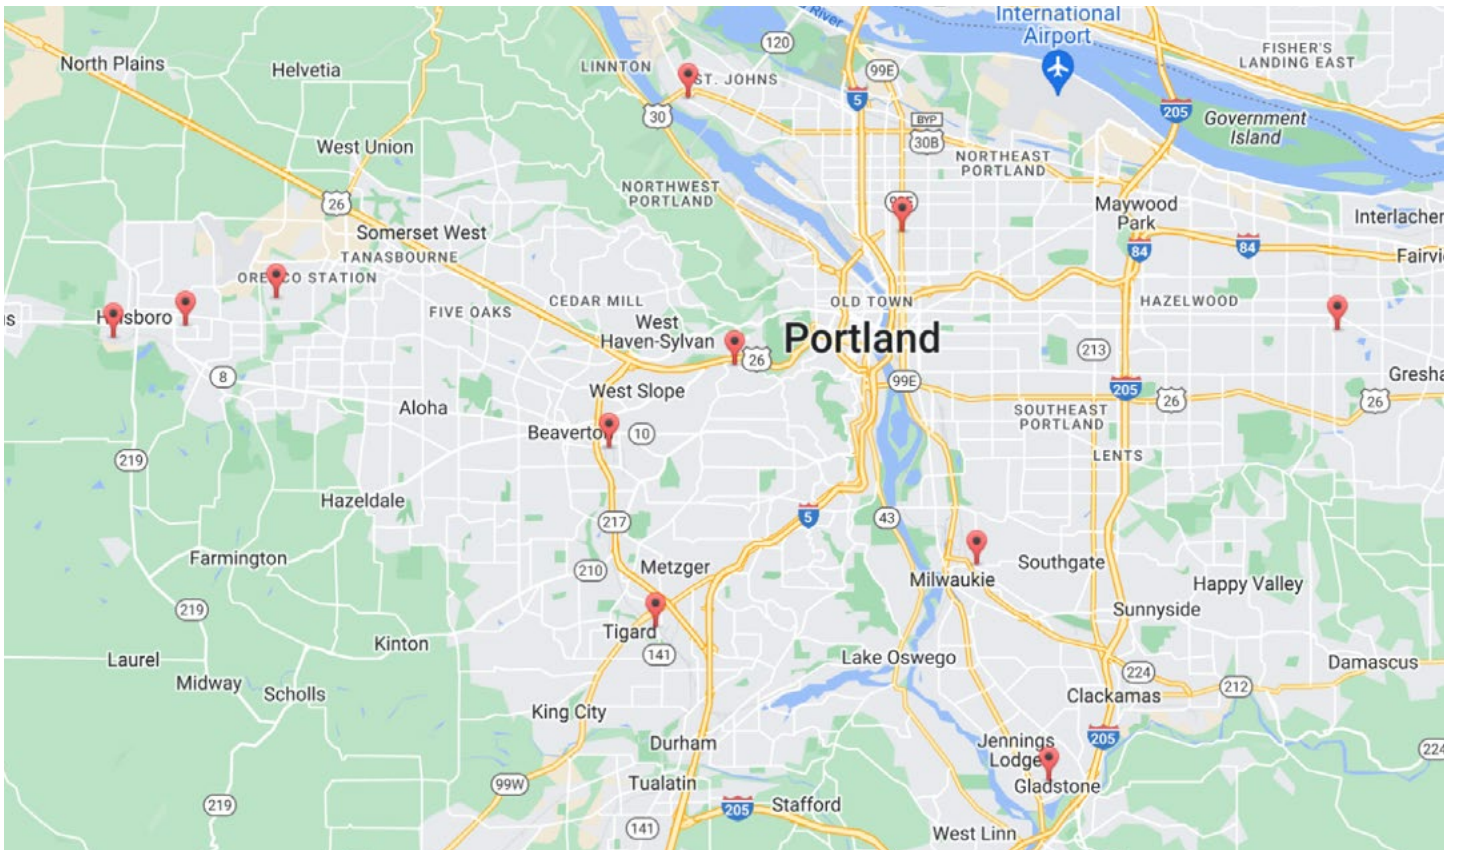 River
International
Airport
120
FISHER'S
LANDING EAST
North Plains
Helvetia
LINNTON
ST. JOHNS
99E
5
30
205
Government
Island
BYP
30B
West Union
NORTHEAST
PORTLAND
NORTHWEST
PORTLAND
26
Maywood
Park
Interlachen
Somerset West
TANASBOURNE
84
84
Fairvi
STATION
CEDAR MILL
OLD TOWN
HAZELWOOD
FIVE OAKS
Hillsboro
West
Haven-Sylvan
Portland
26
213
8
Gresha
West Slope
99E
205
26
26
Aloha
SOUTHEAST
PORTLAND
Beaverton
10
219
LENTS
Hazeldale
217
5
43
Farmington
210
Metzger
Southgate
Milwaukie
Happy Valley
219
Sunnyside
Tigard
Kinton
141
Lake Oswego
Laurel
Damascus
Midway
Scholls
224
212
Clackamas
King City
Durham
Jennings
Lodge
205
224
99W
Tualatin
Gladstone
219
205
Stafford
141
West Linn